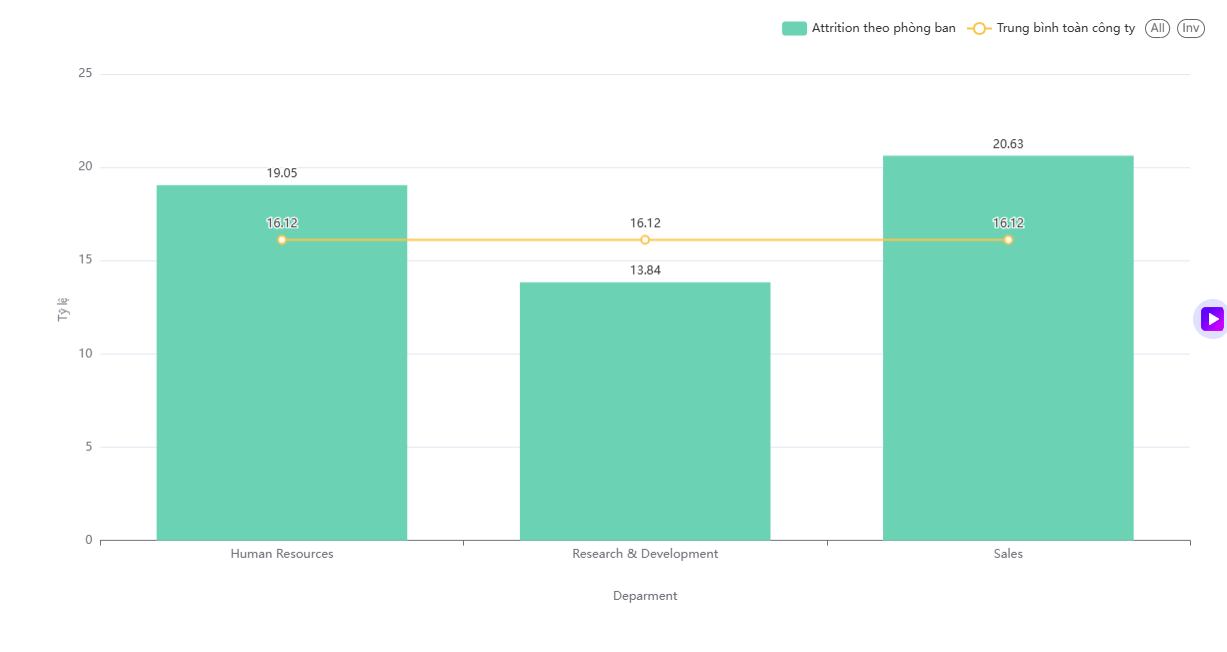 Attrition theo phòng ban Trung bình toàn công ty All Inv
25
20.63
20
19.05
16.12 16.12 16.12
15
13.84
Tỷ lệ
10
5
0
Human Resources Research & Development Sales
Deparment